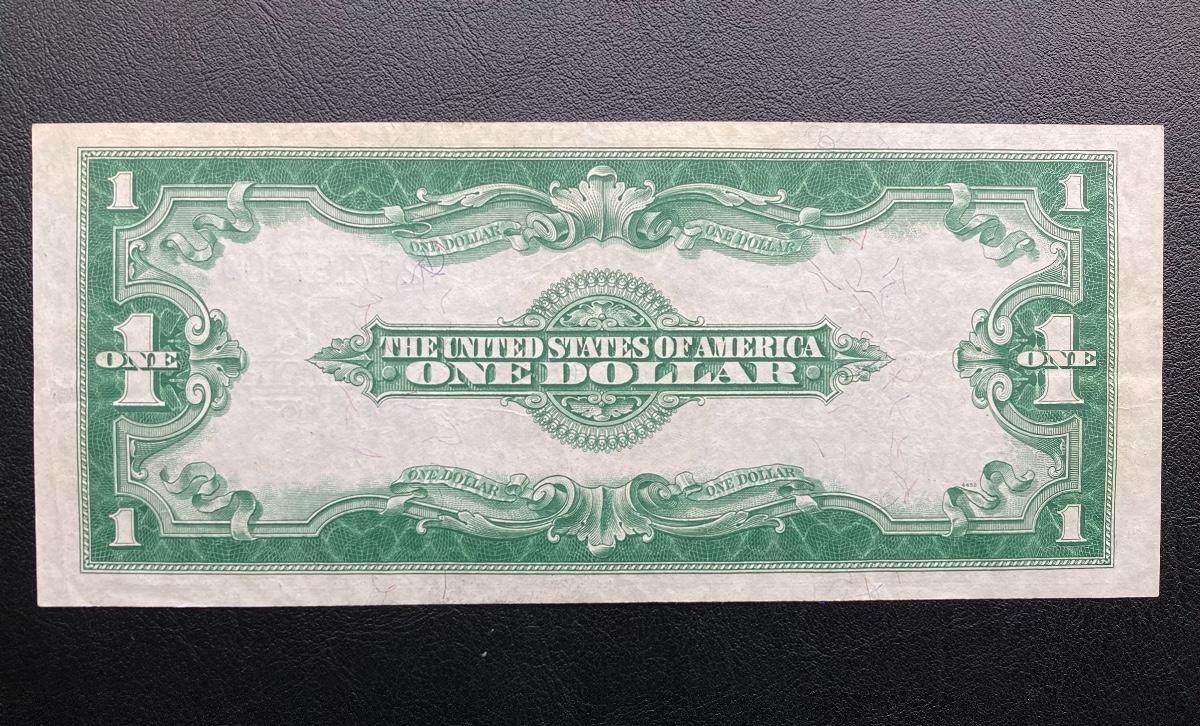 1 1
ONE DOLLAR ONE DOLLAR
1 ONE 1 ONE
THE UNITED STATES OF AMERICA
ONE DOLLAR
ONE DOLLAR ONE DOLLAR
1 1